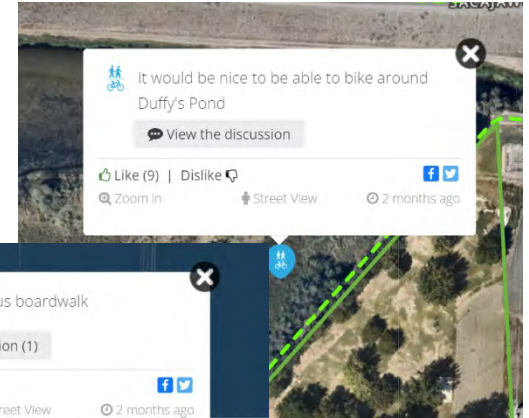 SACAJAW
It would be nice to be able to bike around
Duffy's Pond
View the discussion
Like (9) | Dislike
Zoom In Street View 2 months ago
us boardwalk
ion (1)
reet View 2 months ago